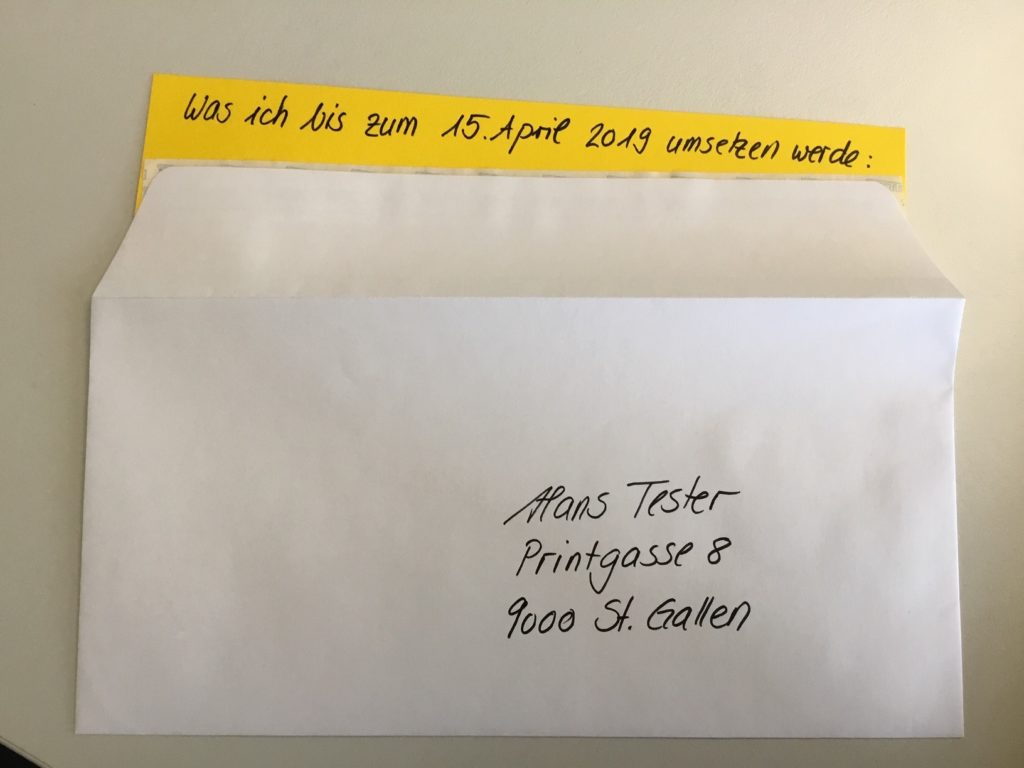 Was ich bis zum 15. April 2019 umsetzen werde:
Hans Tester
Printgasse 8
9000 St. Gallen